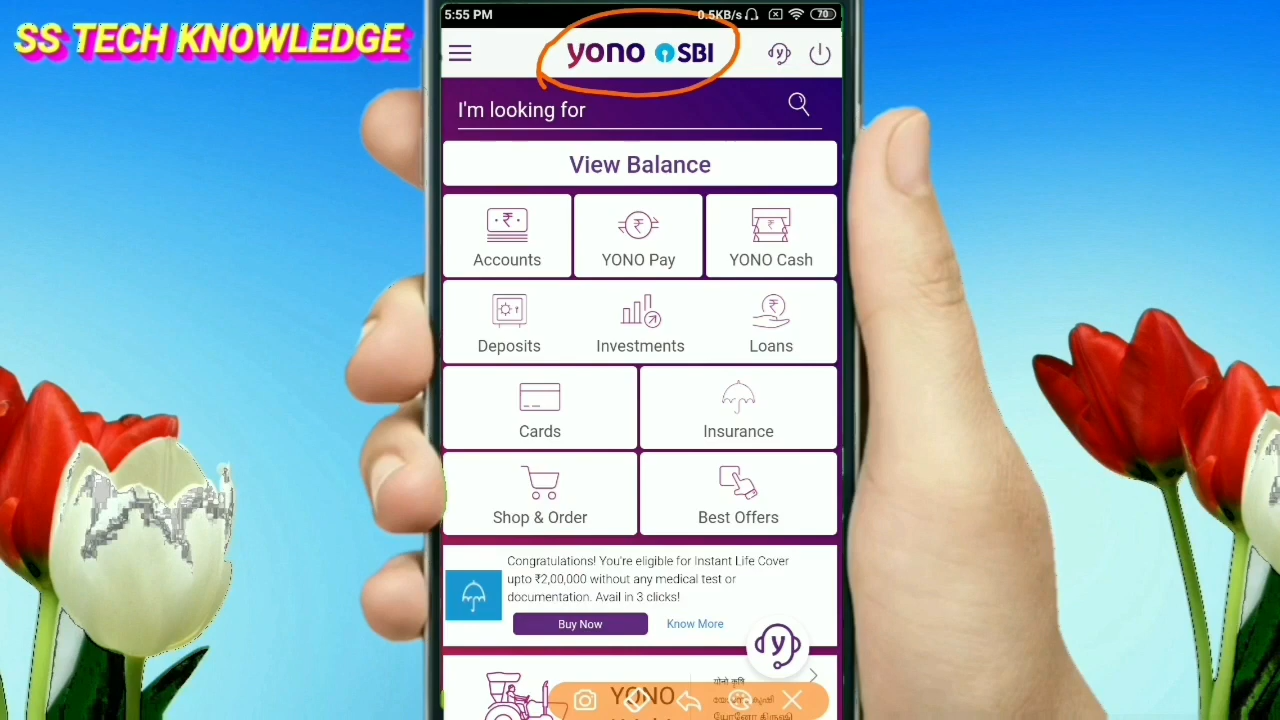 SS TECH KNOWLEDGE
5:55 PM
0.5KB/s
70
yono SBI
I'm looking for
View Balance
Accounts
YONO Pay
YONO Cash
Deposits
Investments
Loans
Cards
Insurance
Shop & Order
Best Offers
Congratulations! You're eligible for Instant Life Cover
upto ₹2,00,000 without any medical test or
documentation. Avail in 3 clicks!
Buy Now
Know More
YONO
योनो कृषि